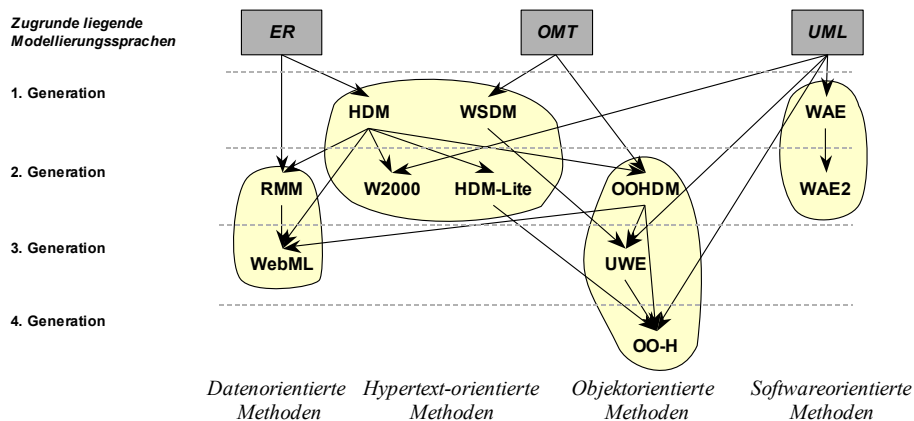 Zugrunde liegende
Modellierungssprachen
ER
OMT
UML
1. Generation
HDM
WSDM
WAE
2. Generation
RMM
W2000
HDM-Lite
OOHDM
WAE2
3. Generation
WebML
UWE
4. Generation
OO-H
Datenorientierte
Methoden
Hypertext-orientierte
Methoden
Objektorientierte
Methoden
Softwareorientierte
Methoden